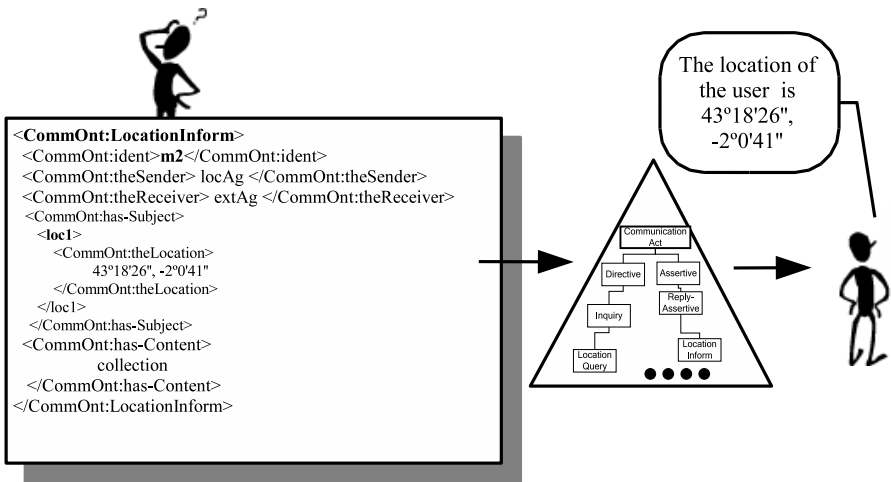 ?
<CommOnt:LocationInform>
<CommOnt:ident>m2</CommOnt:ident>
<CommOnt:theSender> locAg </CommOnt:theSender>
<CommOnt:theReceiver> extAg </CommOnt:theReceiver>
<CommOnt:has-Subject>
<loc1>
<CommOnt:theLocation>
43º18'26", -2º0'41"
</CommOnt:theLocation>
</loc1>
</CommOnt:has-Subject>
<CommOnt:has-Content>
collection
</CommOnt:has-Content>
</CommOnt:LocationInform>
Communication
Act
Directive
Assertive
Inquiry
Reply-
Assertive
Location
Query
Location
Inform
The location of
the user is
43º18'26",
-2º0'41"